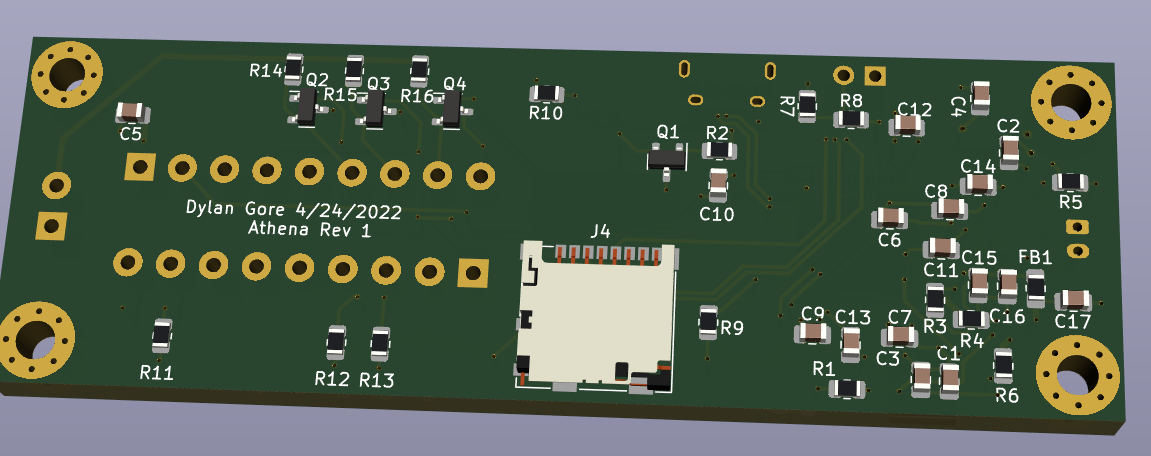 R14
Q2
R15
Q3
R16
Q4
C5
R10
Q1
R2
C10
R7
R8
C12
C4
C2
C14
C8
R5
C6
C11
C15
FB1
Dylan Gore 4/24/2022
Athena Rev 1
J4
R3
C16
C17
R4
C9
C13
C7
C3
C1
R1
R6
R9
R11
R12
R13